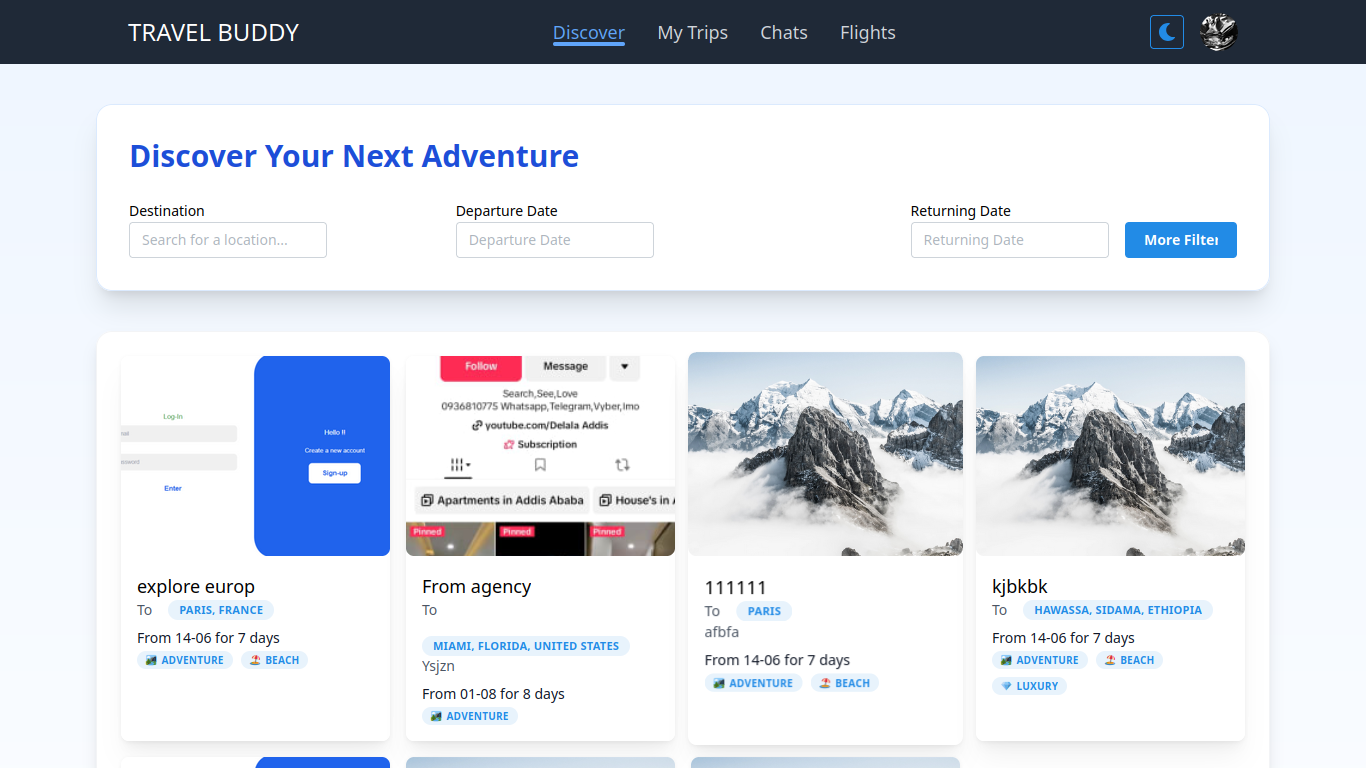 TRAVEL BUDDY
Discover
My Trips
Chats
Flights
Discover Your Next Adventure
Destination
Departure Date
Returning Date
Search for a location...
Departure Date
Returning Date
More Filter
Log-In
Enter
Hello !!
Create a new account
Sign-up
explore europ
To PARIS, FRANCE
From 14-06 for 7 days
ADVENTURE BEACH
Follow Message
Search,See,Love
0936810775 Whatsapp,Telegram,Vyber,Imo
youtube.com/Delala Addis
Subscription
Apartments in Addis Ababa House's in
Pinned Pinned Pinned
From agency
To
MIAMI, FLORIDA, UNITED STATES
Ysjzn
From 01-08 for 8 days
ADVENTURE
111111
To PARIS
afbfa
From 14-06 for 7 days
ADVENTURE BEACH
kjbkbk
To HAWASSA, SIDAMA, ETHIOPIA
From 14-06 for 7 days
ADVENTURE BEACH
LUXURY